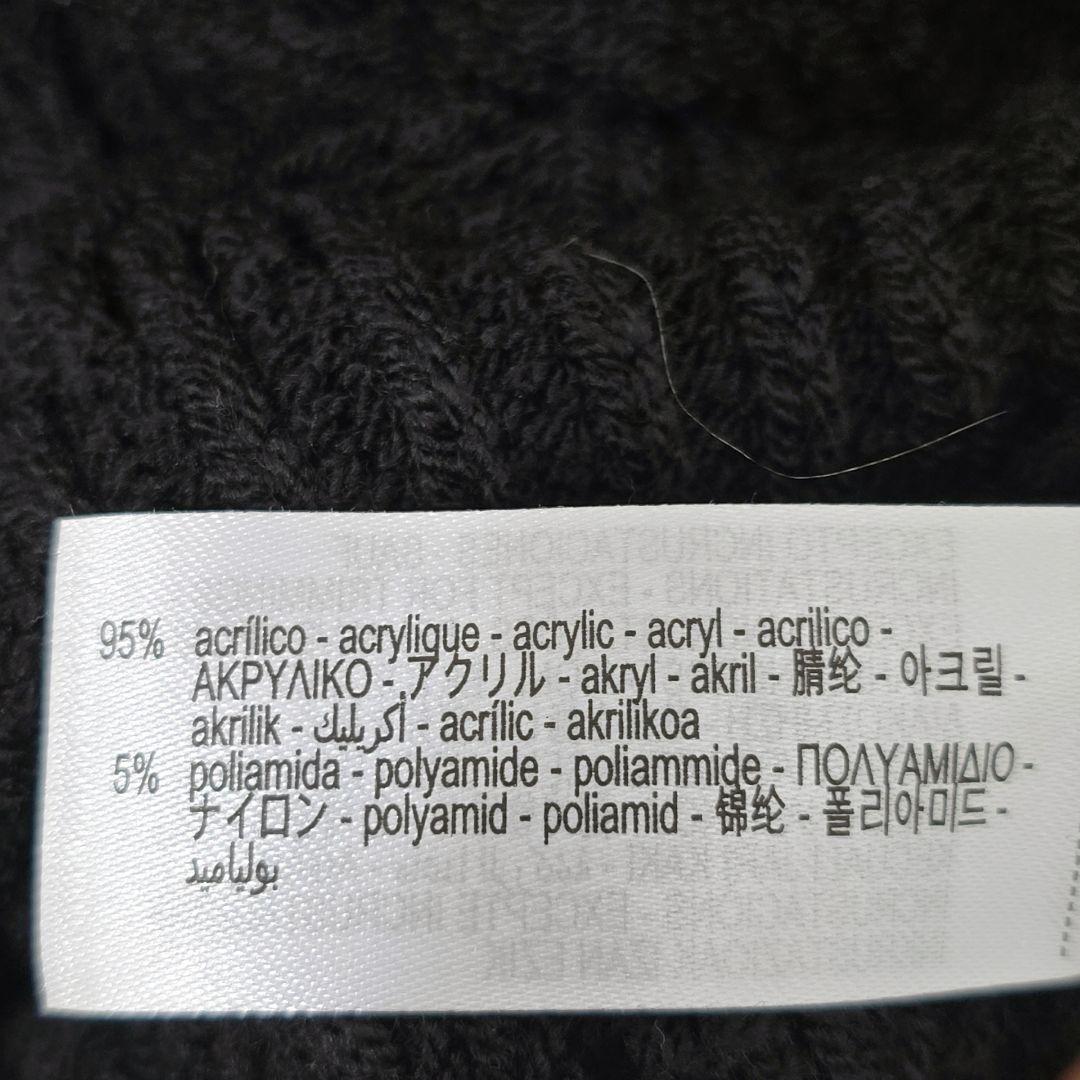 95% acrílico - acrylique - acrylic - acryl - acrilico -
ΑΚΡΥΛΙΚΟ - アクリル - akryl - akril - 腈纶 - 아크릴 -
akrilik - أكريليك - acrílic - akrilikoa
5% poliamida - polyamide - poliammide - ΠΟΛΥΑΜΙΔΙΟ -
ナイロン - polyamid - poliamid - 锦纶 - 폴리아미드 -
بولياميد